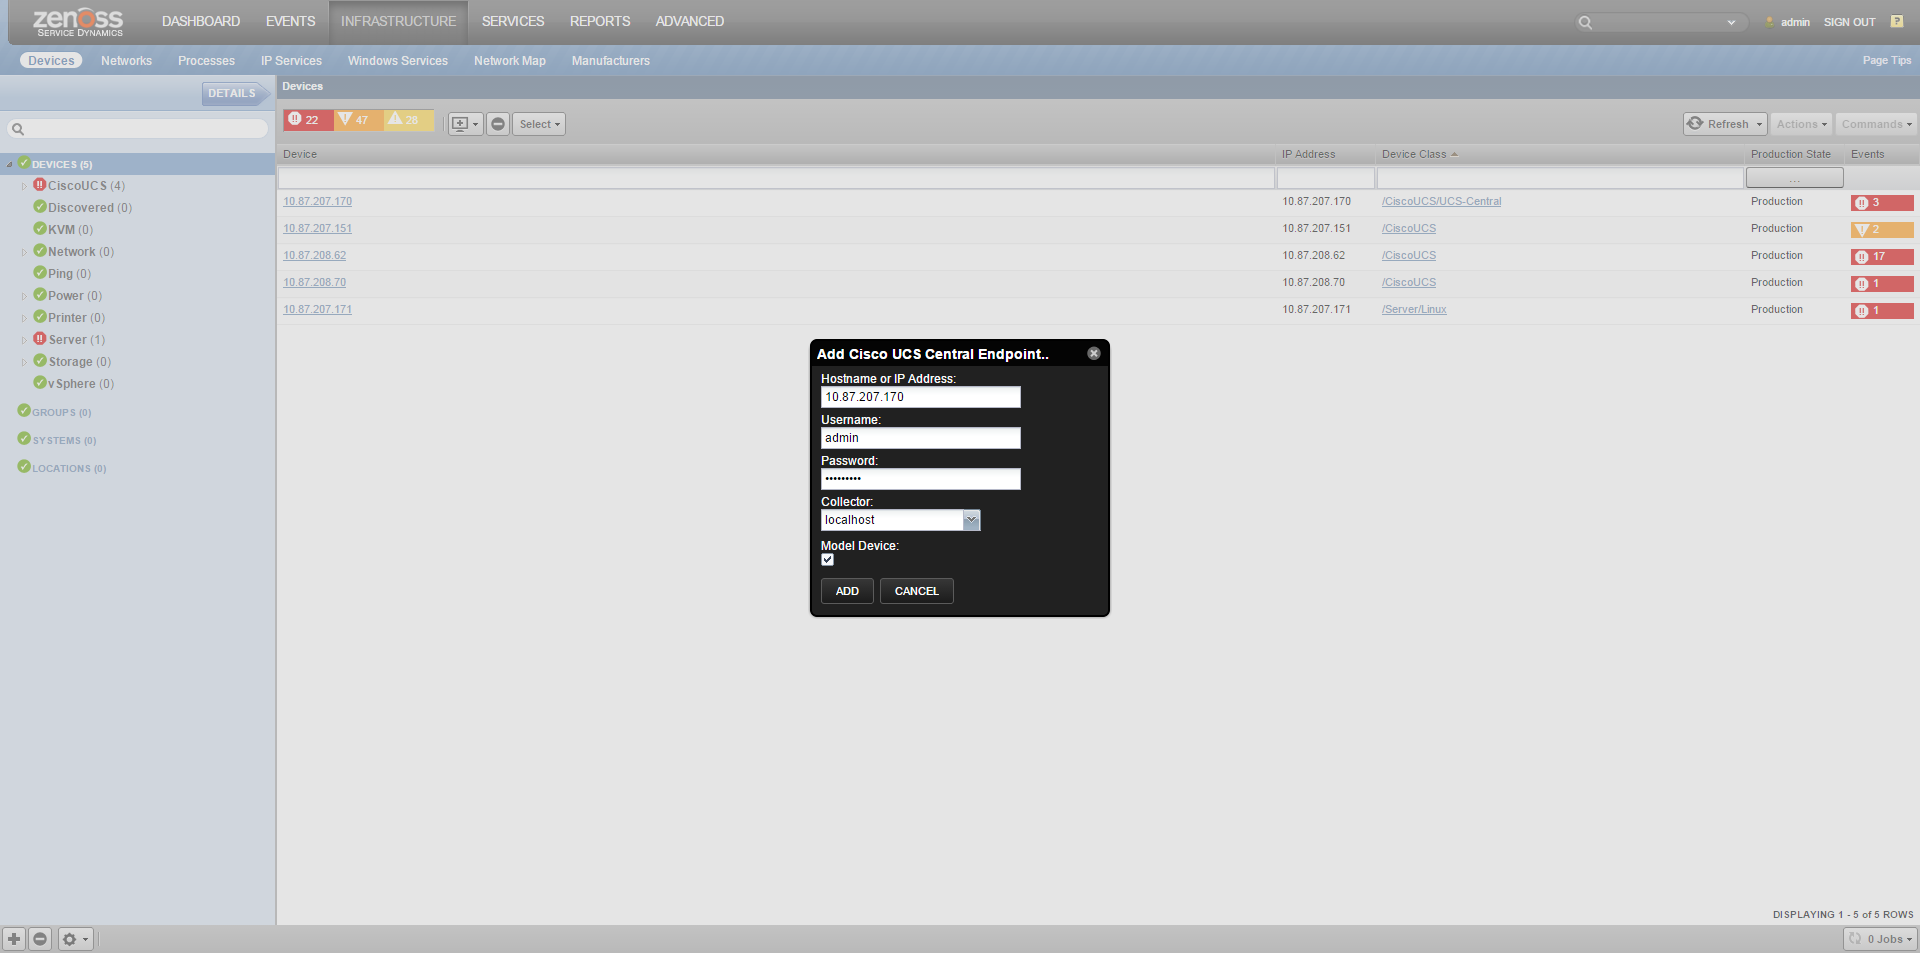 zenoss
SERVICE DYNAMICS
DASHBOARD EVENTS INFRASTRUCTURE SERVICES REPORTS ADVANCED
admin SIGN OUT ?
Devices Networks Processes IP Services Windows Services Network Map Manufacturers Page Tips
DETAILS
Devices
22 47 28 Select Refresh Actions Commands
DEVICES (5)
CiscoUCS (4)
Discovered (0)
KVM (0)
Network (0)
Ping (0)
Power (0)
Printer (0)
Server (1)
Storage (0)
vSphere (0)
GROUPS (0)
SYSTEMS (0)
LOCATIONS (0)
Device IP Address Device Class Production State Events
...
10.87.207.170 10.87.207.170 /CiscoUCS/UCS-Central Production 3
10.87.207.151 10.87.207.151 /CiscoUCS Production 2
10.87.208.62 10.87.208.62 /CiscoUCS Production 17
10.87.208.70 10.87.208.70 /CiscoUCS Production 1
10.87.207.171 10.87.207.171 /Server/Linux Production 1
Add Cisco UCS Central Endpoint..
Hostname or IP Address:
10.87.207.170
Username:
admin
Password:
•••••••••
Collector:
localhost
Model Device:
ADD CANCEL
DISPLAYING 1 - 5 of 5 ROWS
0 Jobs